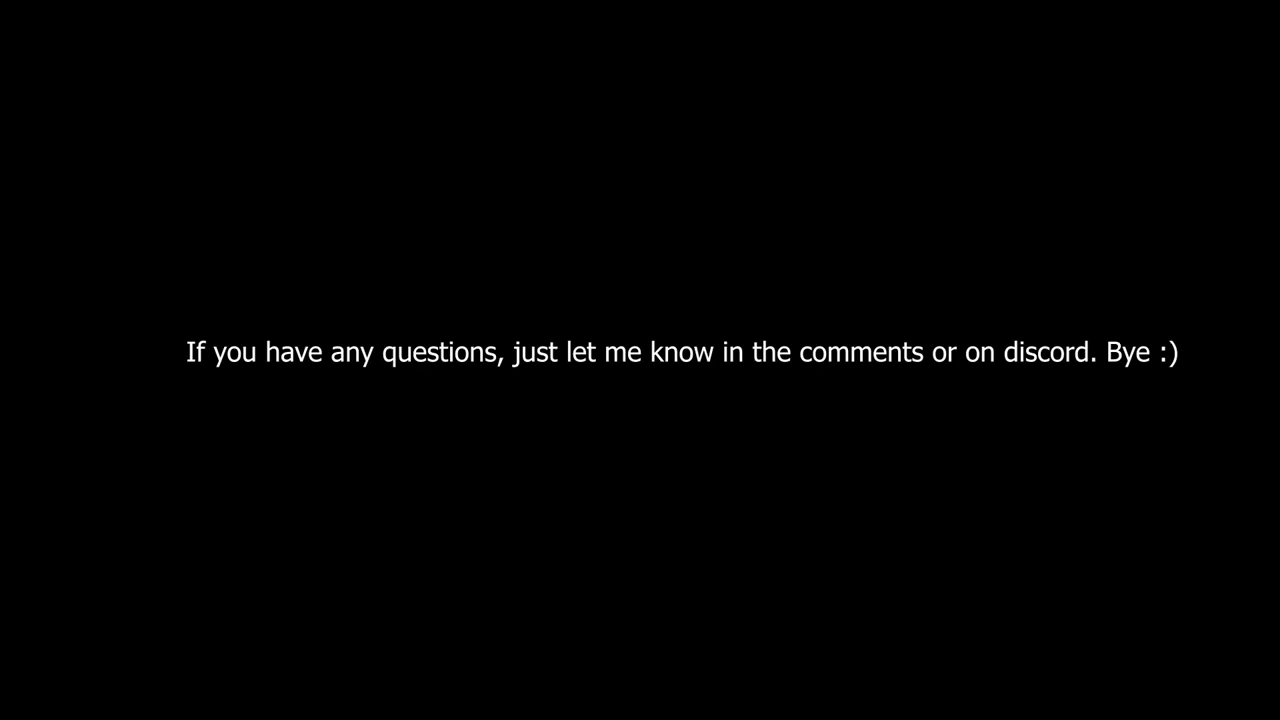 If you have any questions, just let me know in the comments or on discord. Bye :)